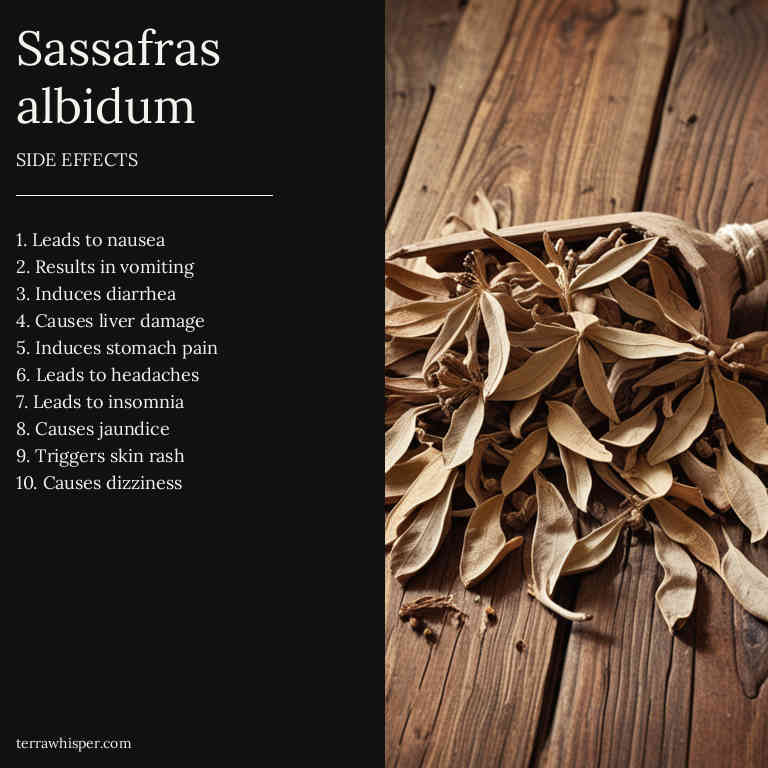 Sassafras
albidum
SIDE EFFECTS
1. Leads to nausea
2. Results in vomiting
3. Induces diarrhea
4. Causes liver damage
5. Induces stomach pain
6. Leads to headaches
7. Leads to insomnia
8. Causes jaundice
9. Triggers skin rash
10. Causes dizziness
terrawhisper.com